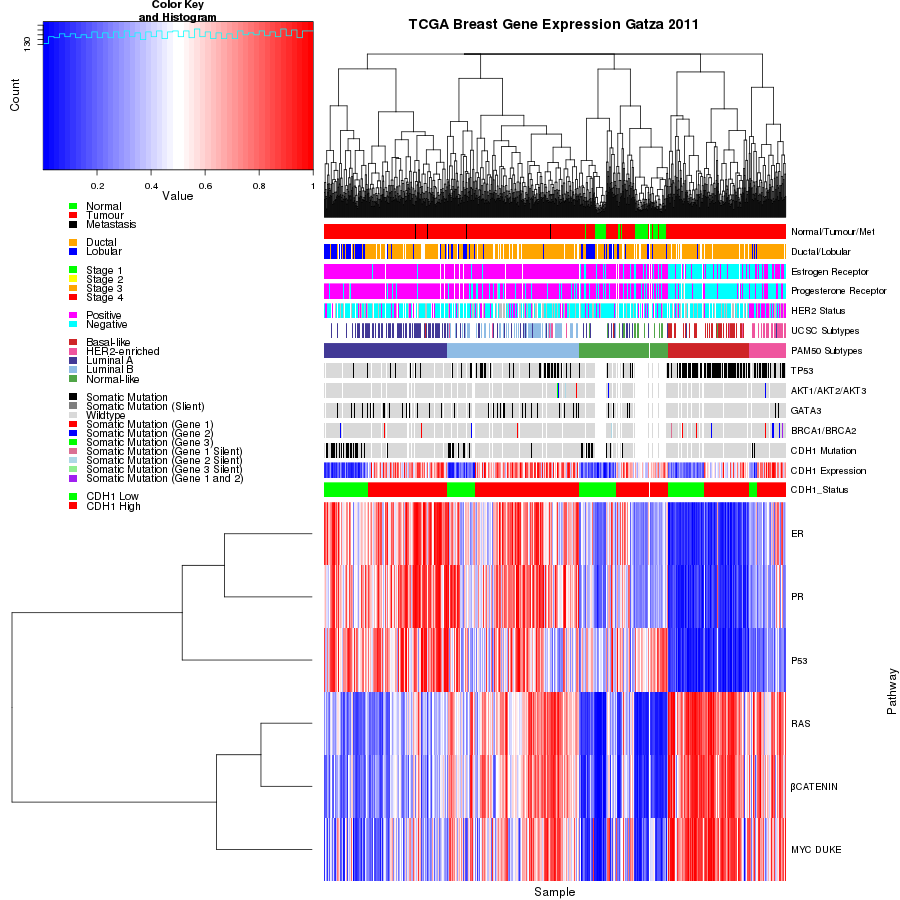 Color Key
and Histogram
TCGA Breast Gene Expression Gatza 2011
130
Count
0.2 0.4 0.6 0.8 1
Value
Normal
Tumour
Metastasis
Ductal
Lobular
Stage 1
Stage 2
Stage 3
Stage 4
Positive
Negative
Basal-like
HER2-enriched
Luminal A
Luminal B
Normal-like
Somatic Mutation
Somatic Mutation (Slient)
Wildtype
Somatic Mutation (Gene 1)
Somatic Mutation (Gene 2)
Somatic Mutation (Gene 3)
Somatic Mutation (Gene 1 Silent)
Somatic Mutation (Gene 2 Silent)
Somatic Mutation (Gene 3 Silent)
Somatic Mutation (Gene 1 and 2)
CDH1 Low
CDH1 High
Normal/Tumour/Met
Ductal/Lobular
Estrogen Receptor
Progesterone Receptor
HER2 Status
UCSC Subtypes
PAM50 Subtypes
TP53
AKT1/AKT2/AKT3
GATA3
BRCA1/BRCA2
CDH1 Mutation
CDH1 Expression
CDH1_Status
ER
PR
P53
RAS
βCATENIN
MYC DUKE
Pathway
Sample